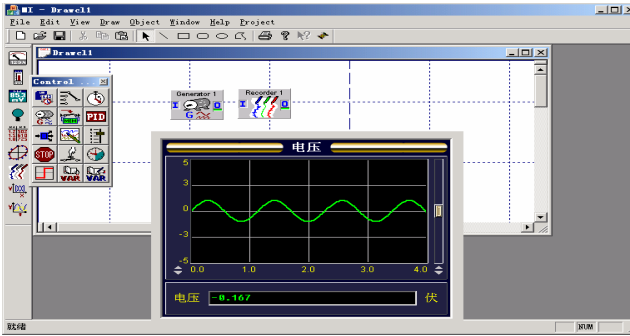 VI - Drawcl1
File Edit View Draw Object Window Help Project
Drawcl1
Control ...
Generator 1
I G O
Recorder 1
I O
PID
STOP
VAR VAR
电压
5
3
0
-3
-5
0.0 1.0 2.0 3.0 4.0
电压 -0.167 伏
就绪 NUM